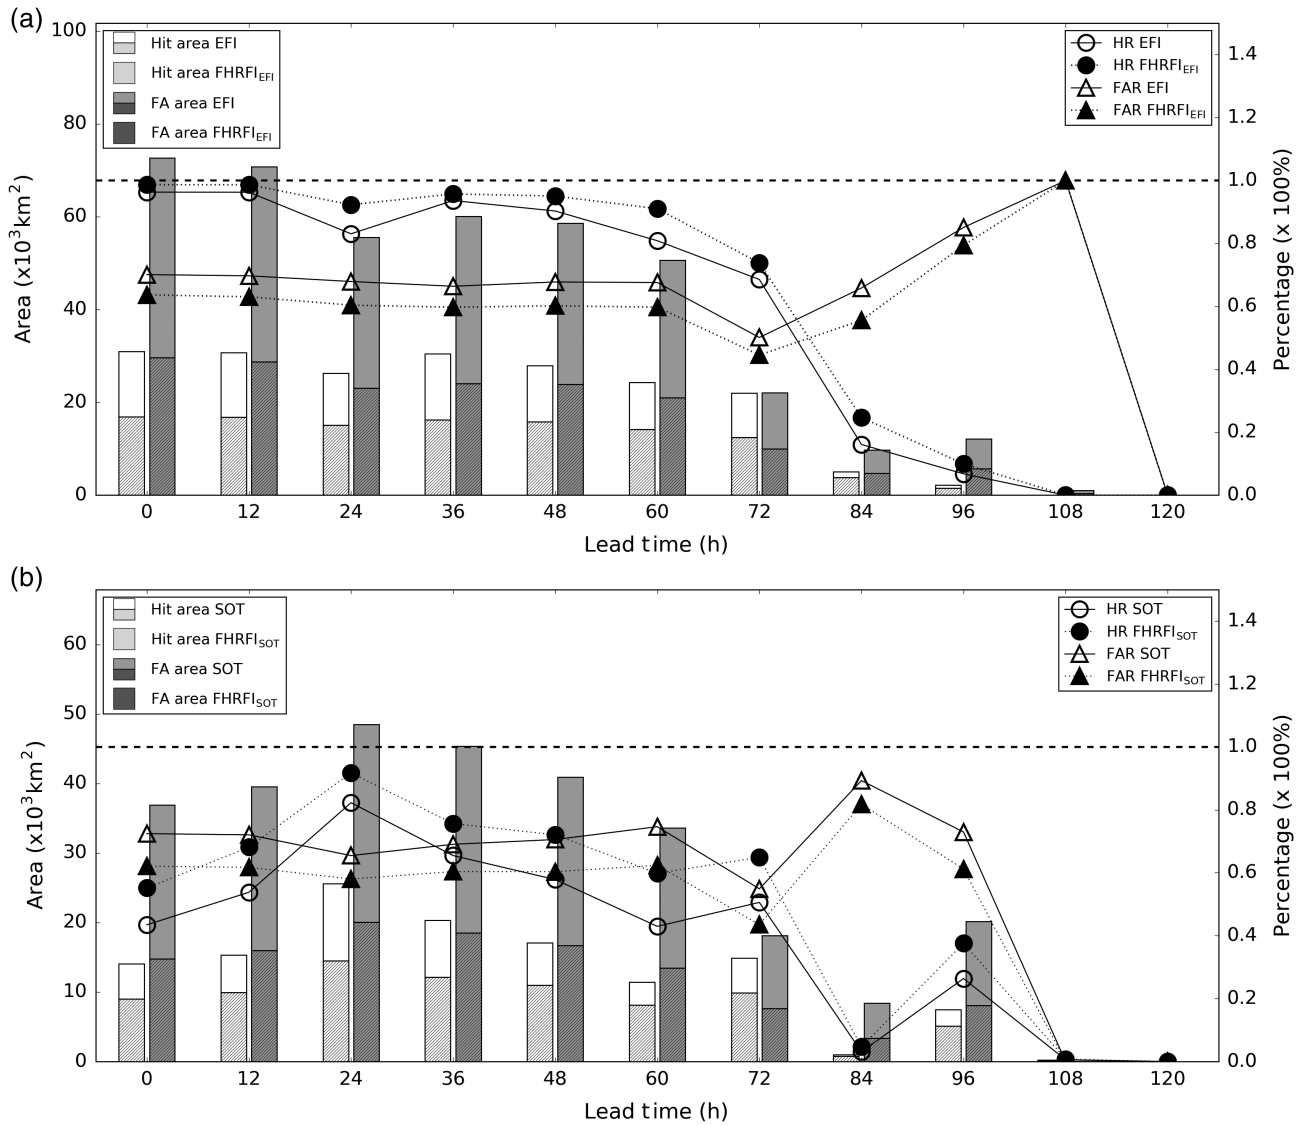 (a)
100
80
60
40
20
0
Area (x10³km²)
Hit area EFI
Hit area FHRFI_EFI
FA area EFI
FA area FHRFI_EFI
HR EFI
HR FHRFI_EFI
FAR EFI
FAR FHRFI_EFI
1.4
1.2
1.0
0.8
0.6
0.4
0.2
0.0
Percentage (x 100%)
0 12 24 36 48 60 72 84 96 108 120
Lead time (h)
(b)
60
50
40
30
20
10
0
Area (x10³km²)
Hit area SOT
Hit area FHRFI_SOT
FA area SOT
FA area FHRFI_SOT
HR SOT
HR FHRFI_SOT
FAR SOT
FAR FHRFI_SOT
1.4
1.2
1.0
0.8
0.6
0.4
0.2
0.0
Percentage (x 100%)
0 12 24 36 48 60 72 84 96 108 120
Lead time (h)